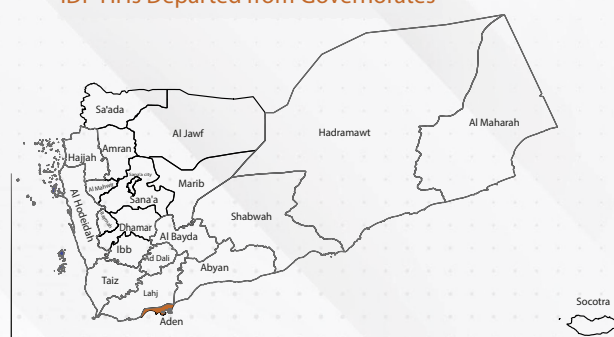 IDP HHs Departed from Governorates
Sa'ada
Al Jawf
Hadramawt
Al Maharah
Hajjah
Amran
Al Mahwit
Sana'a
Marib
Al Hodeidah
Dhamar
Al Bayda
Shabwah
Ibb
Ad Dali
Abyan
Taiz
Lahj
Aden
Socotra